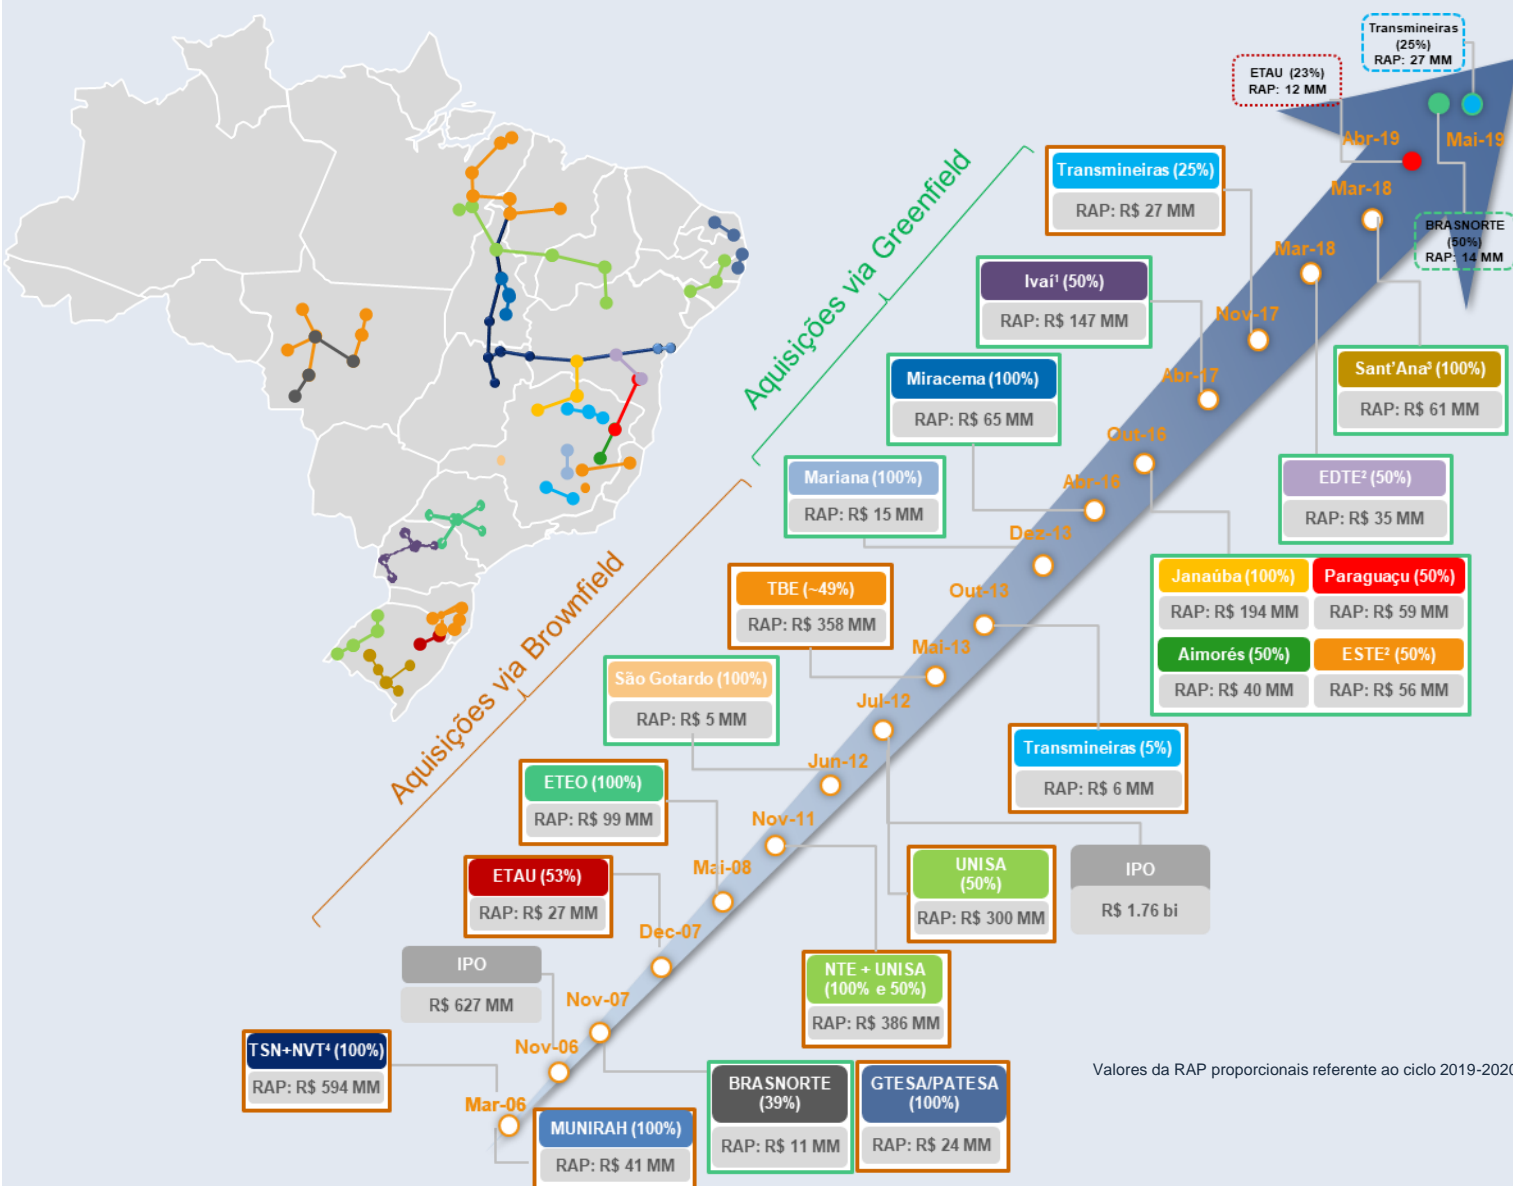 Transmineiras
(25%)
RAP: 27 MM
ETAU (23%)
RAP: 12 MM
Abr-19
Mai-19
BRASNORTE
(50%)
RAP: 14 MM
Aquisições via Greenfield
Transmineiras (25%)
RAP: R$ 27 MM
Mar-18
Mar-18
Ivaí¹ (50%)
RAP: R$ 147 MM
Nov-17
Sant'Ana³ (100%)
RAP: R$ 61 MM
Miracema (100%)
RAP: R$ 65 MM
Abr-17
Out-16
EDTE² (50%)
RAP: R$ 35 MM
Mariana (100%)
RAP: R$ 15 MM
Abr-16
Dez-13
Janaúba (100%)
RAP: R$ 194 MM
Paraguaçu (50%)
RAP: R$ 59 MM
Aimorés (50%)
RAP: R$ 40 MM
ESTE² (50%)
RAP: R$ 56 MM
Aquisições via Brownfield
TBE (~49%)
RAP: R$ 358 MM
Out-13
Mai-13
São Gotardo (100%)
RAP: R$ 5 MM
Jul-12
Transmineiras (5%)
RAP: R$ 6 MM
Jun-12
ETEO (100%)
RAP: R$ 99 MM
Nov-11
UNISA
(50%)
RAP: R$ 300 MM
IPO
R$ 1.76 bi
ETAU (53%)
RAP: R$ 27 MM
Mai-08
Dec-07
NTE + UNISA
(100% e 50%)
RAP: R$ 386 MM
IPO
R$ 627 MM
Nov-07
Nov-06
TSN+NVT⁴ (100%)
RAP: R$ 594 MM
Mar-06
MUNIRAH (100%)
RAP: R$ 41 MM
BRASNORTE
(39%)
RAP: R$ 11 MM
GTESA/PATESA
(100%)
RAP: R$ 24 MM
Valores da RAP proporcionais referente ao ciclo 2019-2020